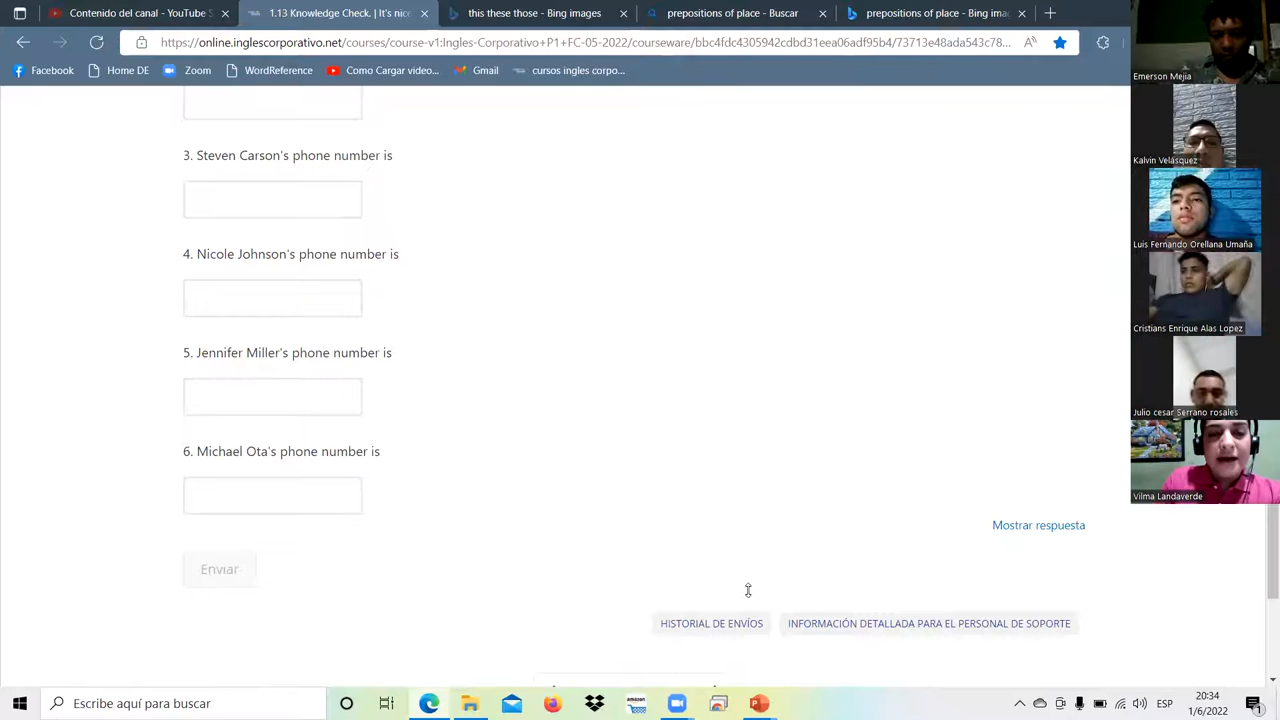 Contenido del canal - YouTube S
1.13 Knowledge Check. | It's nice
this these those - Bing images
prepositions of place - Buscar
prepositions of place - Bing ima
https://online.inglescorporativo.net/courses/course-v1:Ingles-Corporativo+P1+FC-05-2022/courseware/bbc4fdc4305942cdbd31eea06adf95b4/73713e48ada543c78...
Facebook
Home DE
Zoom
WordReference
Como Cargar video...
Gmail
cursos ingles corpo...
3. Steven Carson's phone number is
4. Nicole Johnson's phone number is
5. Jennifer Miller's phone number is
6. Michael Ota's phone number is
Mostrar respuesta
Enviar
HISTORIAL DE ENVÍOS
INFORMACIÓN DETALLADA PARA EL PERSONAL DE SOPORTE
Emerson Mejia
Kalvin Velásquez
Luis Fernando Orellana Umaña
Cristians Enrique Alas Lopez
Julio cesar Serrano rosales
Vilma Landaverde
Escribe aquí para buscar
amazon
ESP
20:34
1/6/2022
1